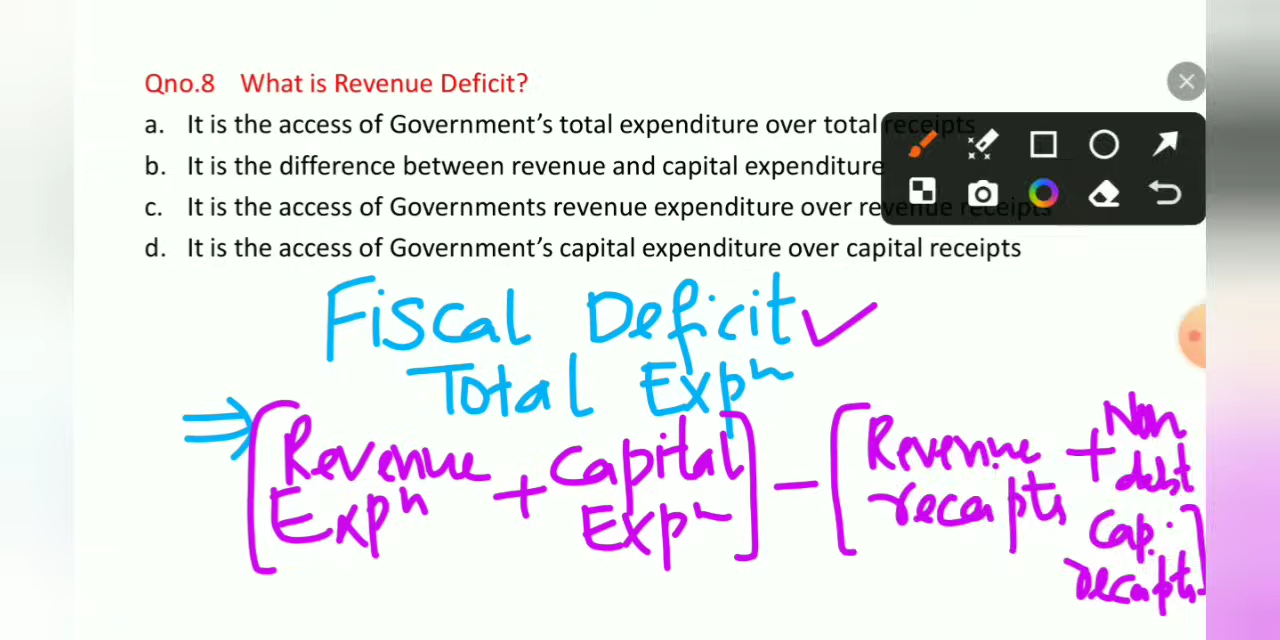 Qno.8 What is Revenue Deficit?
a. It is the access of Government's total expenditure over total receipts
b. It is the difference between revenue and capital expenditure
c. It is the access of Governments revenue expenditure over revenue receipts
d. It is the access of Government's capital expenditure over capital receipts
Fiscal Deficit ✓
Total Expn
⇒ [Revenue Expn + Capital Expn] − [Revenue recapts + Non debt Cap. recapts]